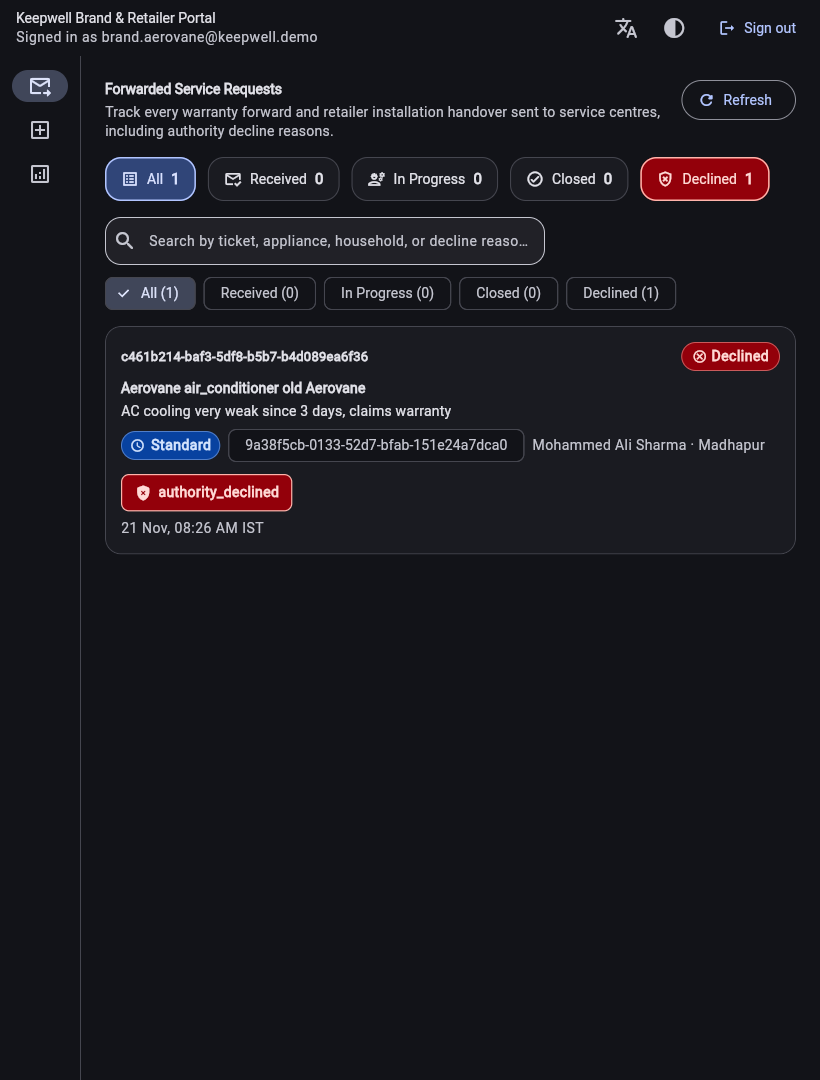 Keepwell Brand & Retailer Portal
Signed in as brand.aerovane@keepwell.demo
Sign out
Forwarded Service Requests
Track every warranty forward and retailer installation handover sent to service centres,
including authority decline reasons.
Refresh
All 1
Received 0
In Progress 0
Closed 0
Declined 1
Search by ticket, appliance, household, or decline reaso…
All (1)
Received (0)
In Progress (0)
Closed (0)
Declined (1)
c461b214-baf3-5df8-b5b7-b4d089ea6f36
Declined
Aerovane air_conditioner old Aerovane
AC cooling very weak since 3 days, claims warranty
Standard
9a38f5cb-0133-52d7-bfab-151e24a7dca0
Mohammed Ali Sharma · Madhapur
authority_declined
21 Nov, 08:26 AM IST